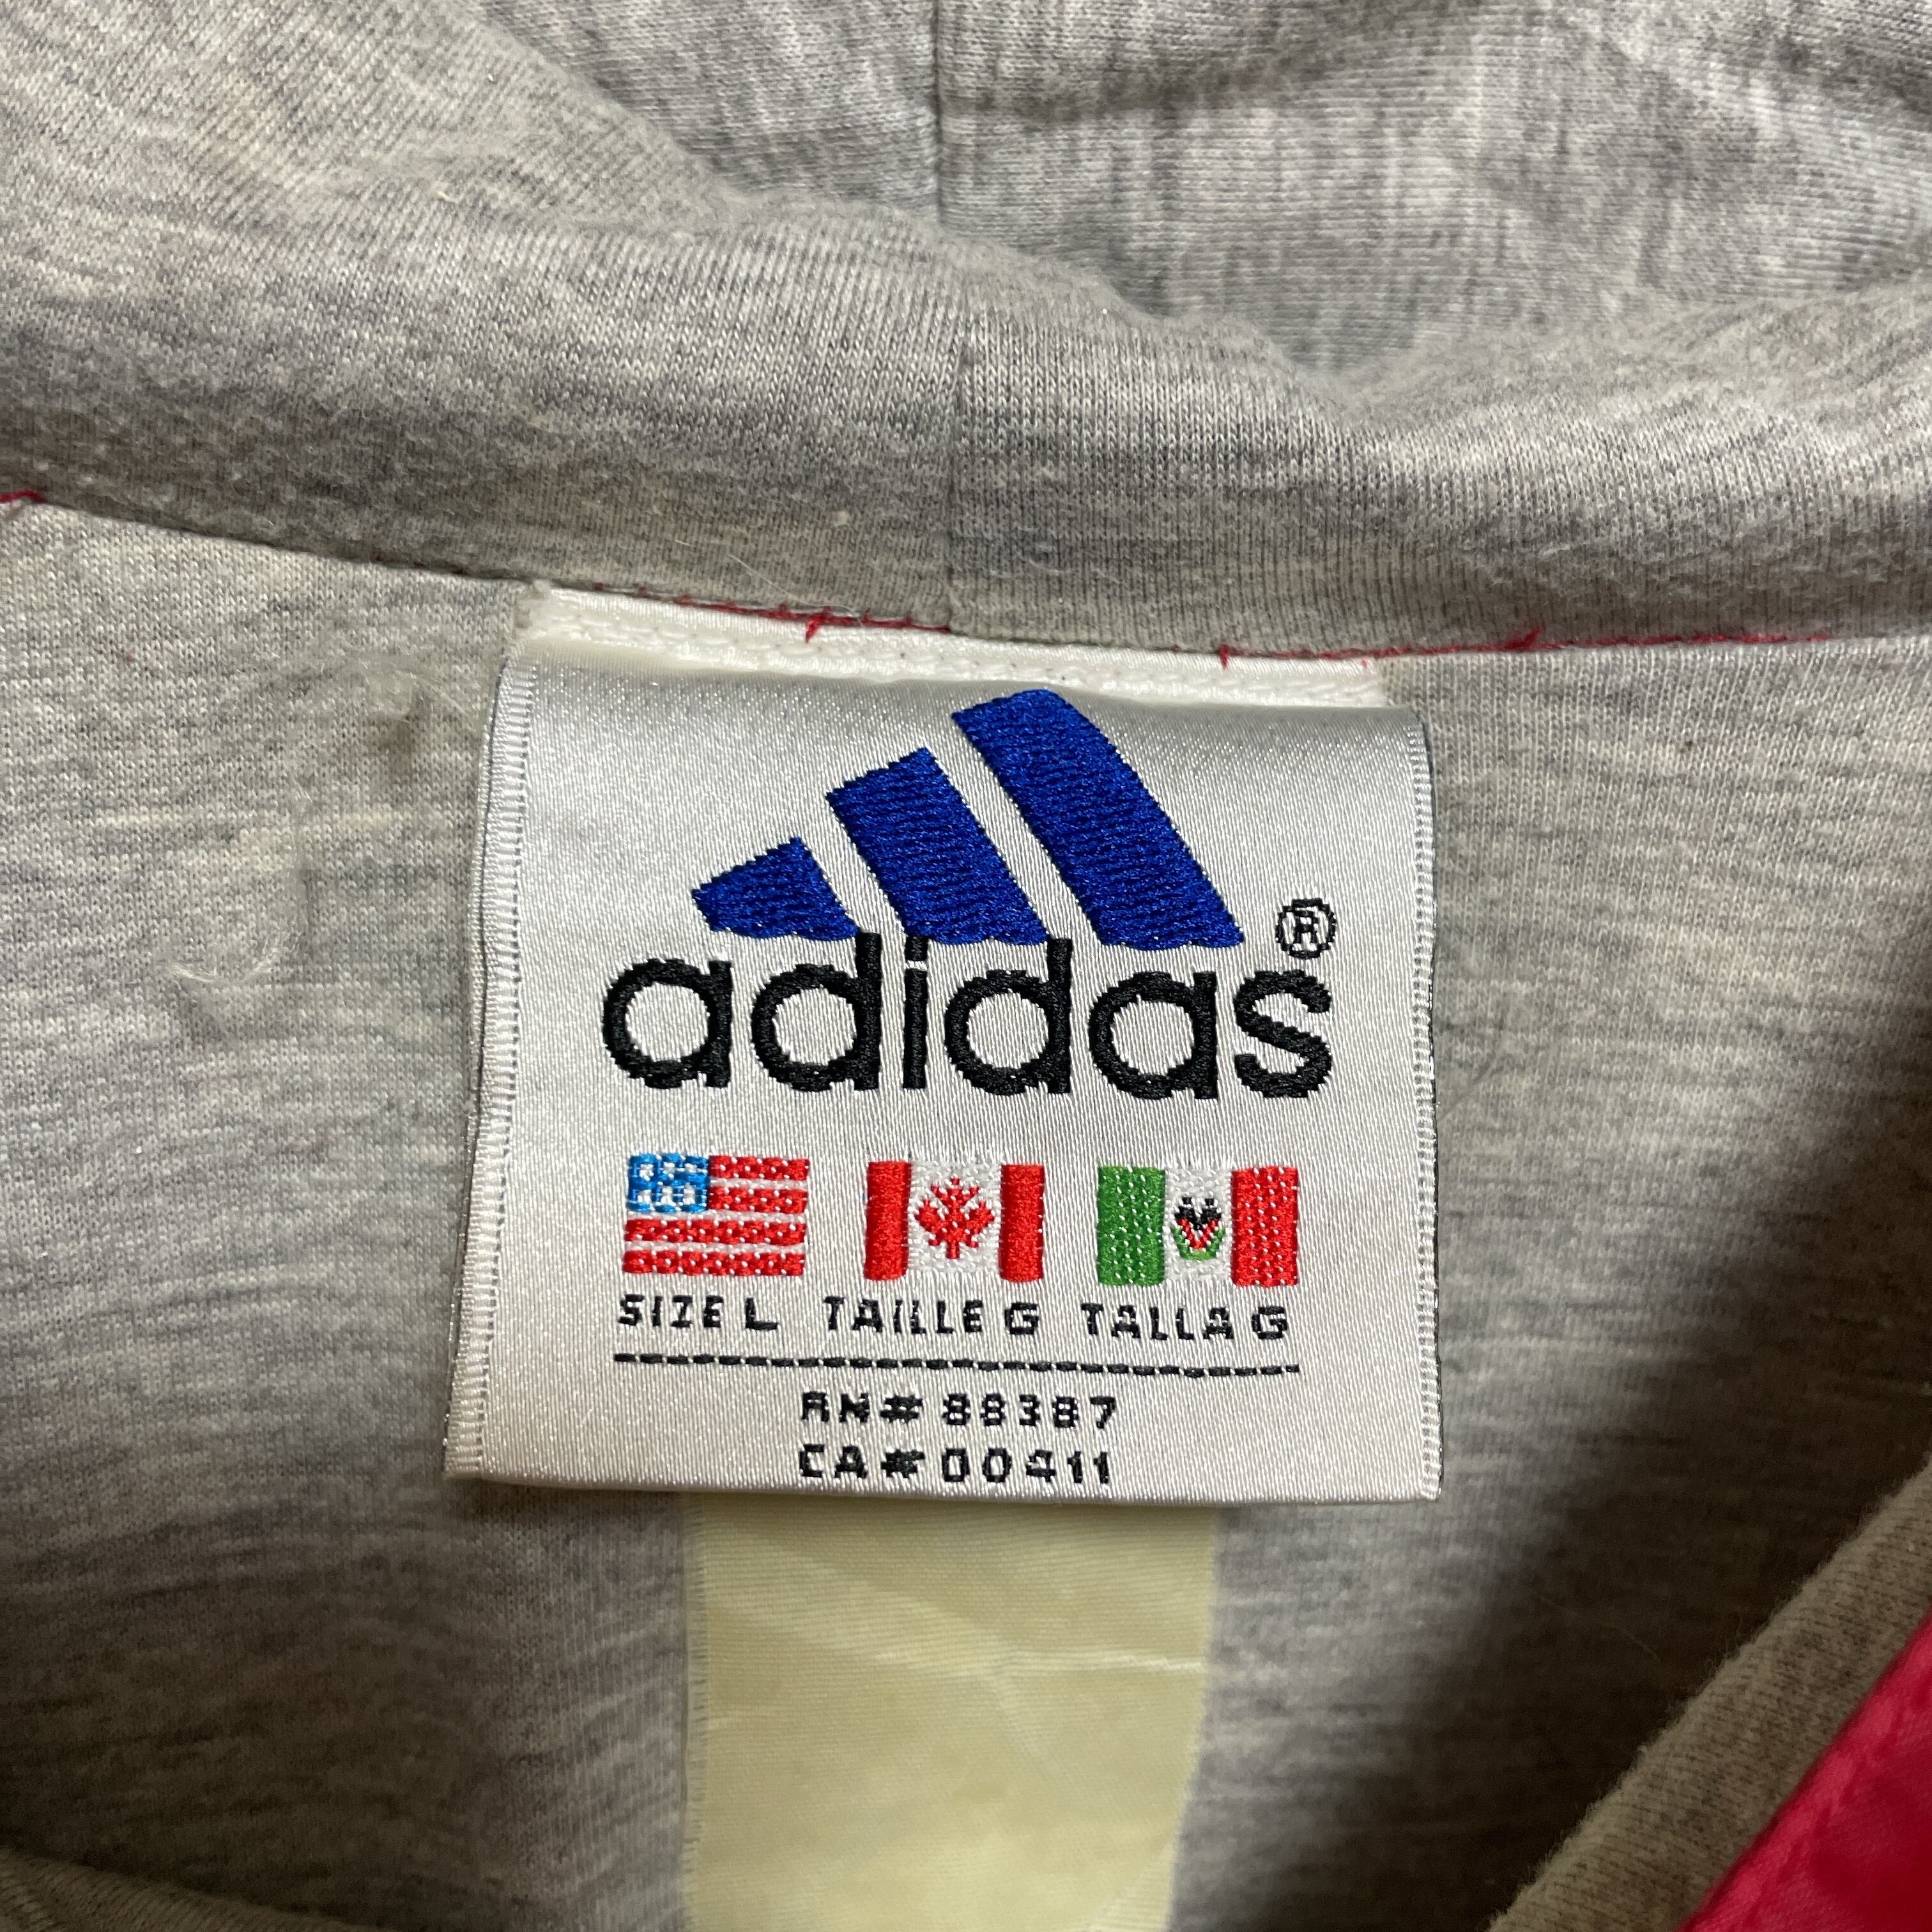 adidas®
SIZE L TAILLE G TALLA G
RN# 88387
CA# 00411